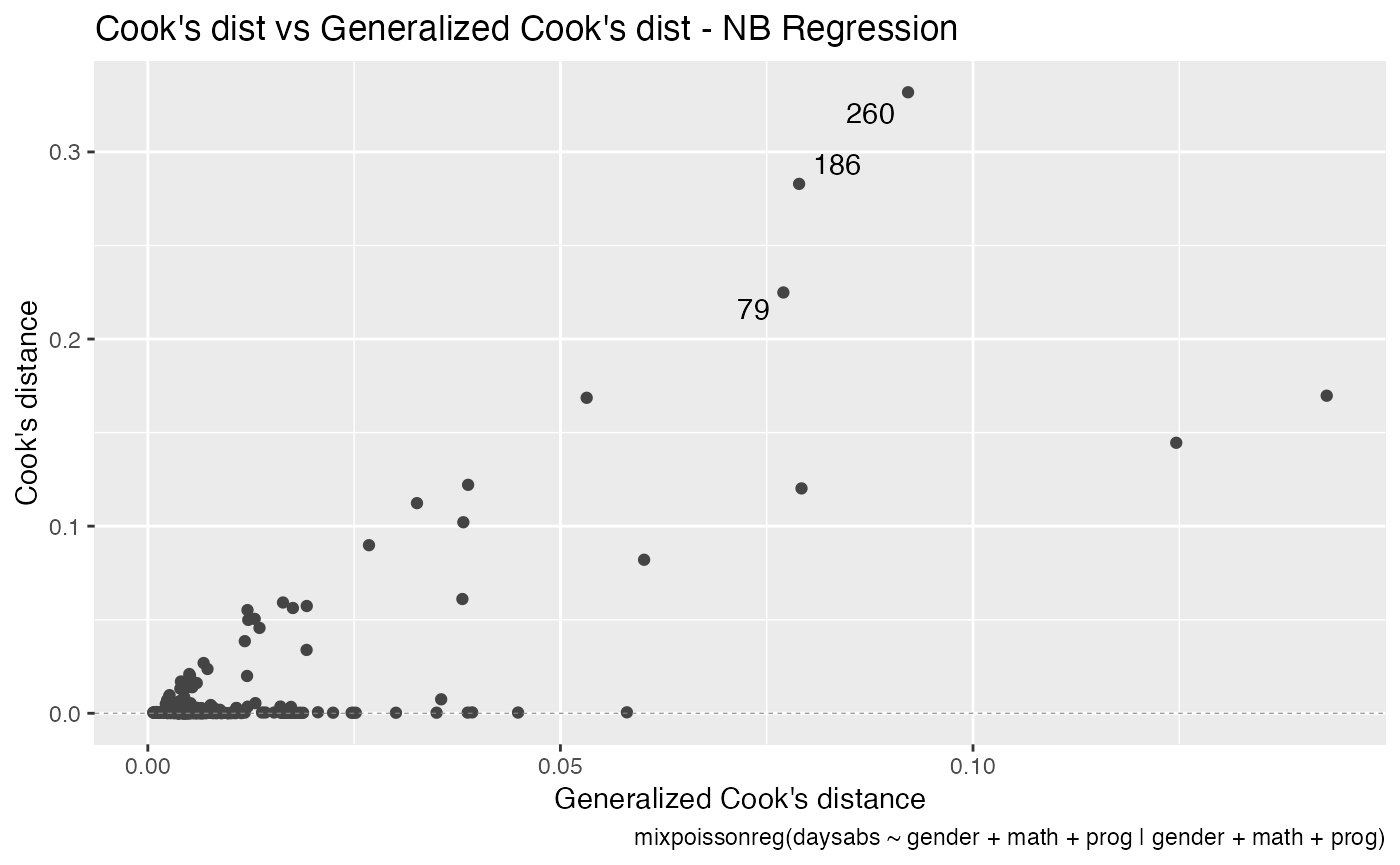 Cook's dist vs Generalized Cook's dist - NB Regression
260
186
79
0.3
0.2
0.1
0.0
Cook's distance
0.00
0.05
0.10
Generalized Cook's distance
mixpoissonreg(daysabs ~ gender + math + prog | gender + math + prog)